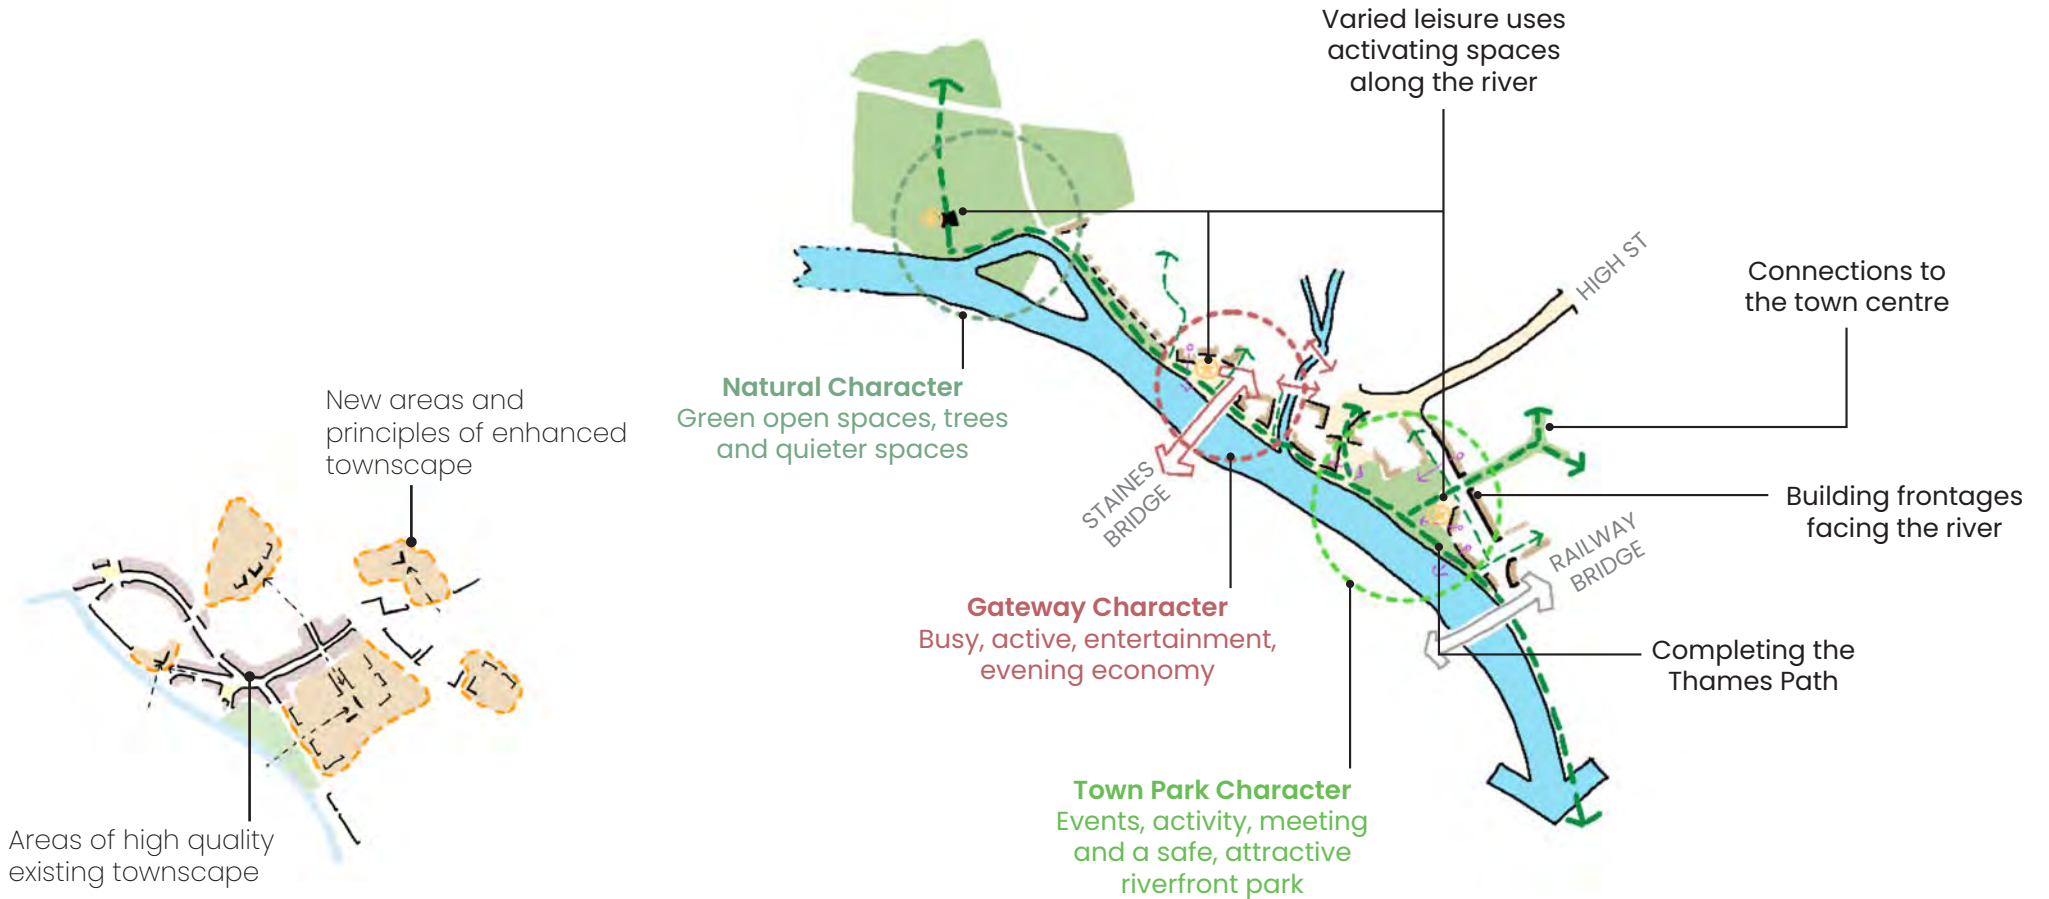 Varied leisure uses
activating spaces
along the river
HIGH ST
Connections to
the town centre
Natural Character
Green open spaces, trees
and quieter spaces
New areas and
principles of enhanced
townscape
STAINES
BRIDGE
Building frontages
facing the river
RAILWAY
BRIDGE
Gateway Character
Busy, active, entertainment,
evening economy
Completing the
Thames Path
Town Park Character
Events, activity, meeting
and a safe, attractive
riverfront park
Areas of high quality
existing townscape